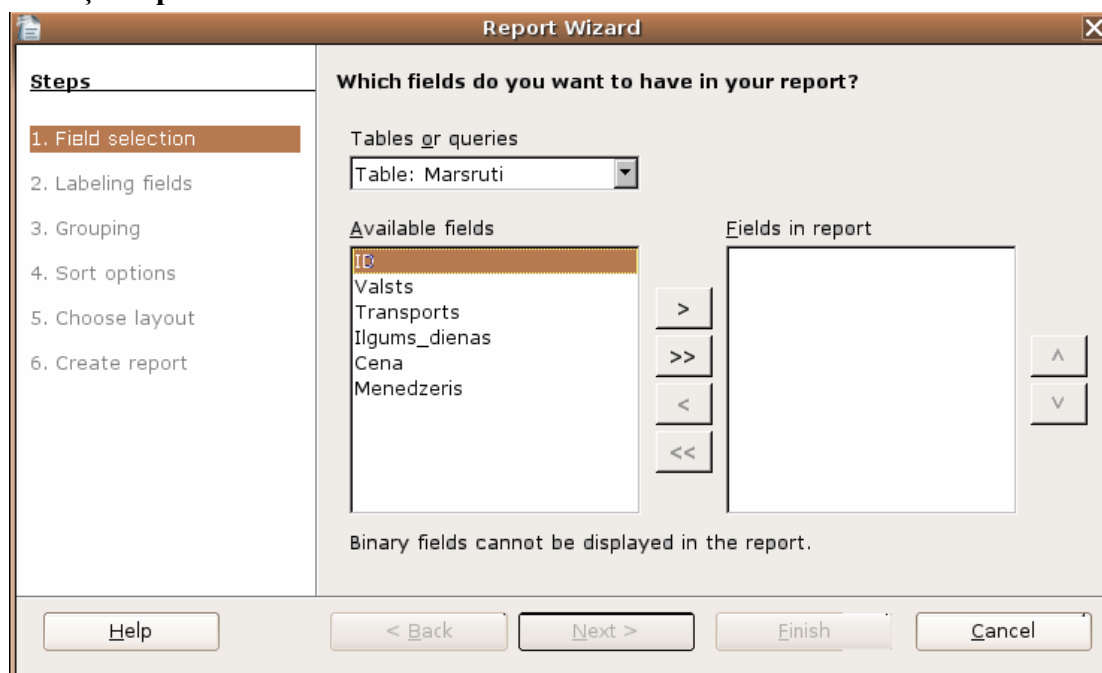 Report Wizard
Steps
1. Field selection
2. Labeling fields
3. Grouping
4. Sort options
5. Choose layout
6. Create report
Which fields do you want to have in your report?
Tables or queries
Table: Marsruti
Available fields
ID
Valsts
Transports
Ilgums_dienas
Cena
Menedzeris
>
>>
<
<<
Fields in report
^
v
Binary fields cannot be displayed in the report.
Help
< Back
Next >
Finish
Cancel